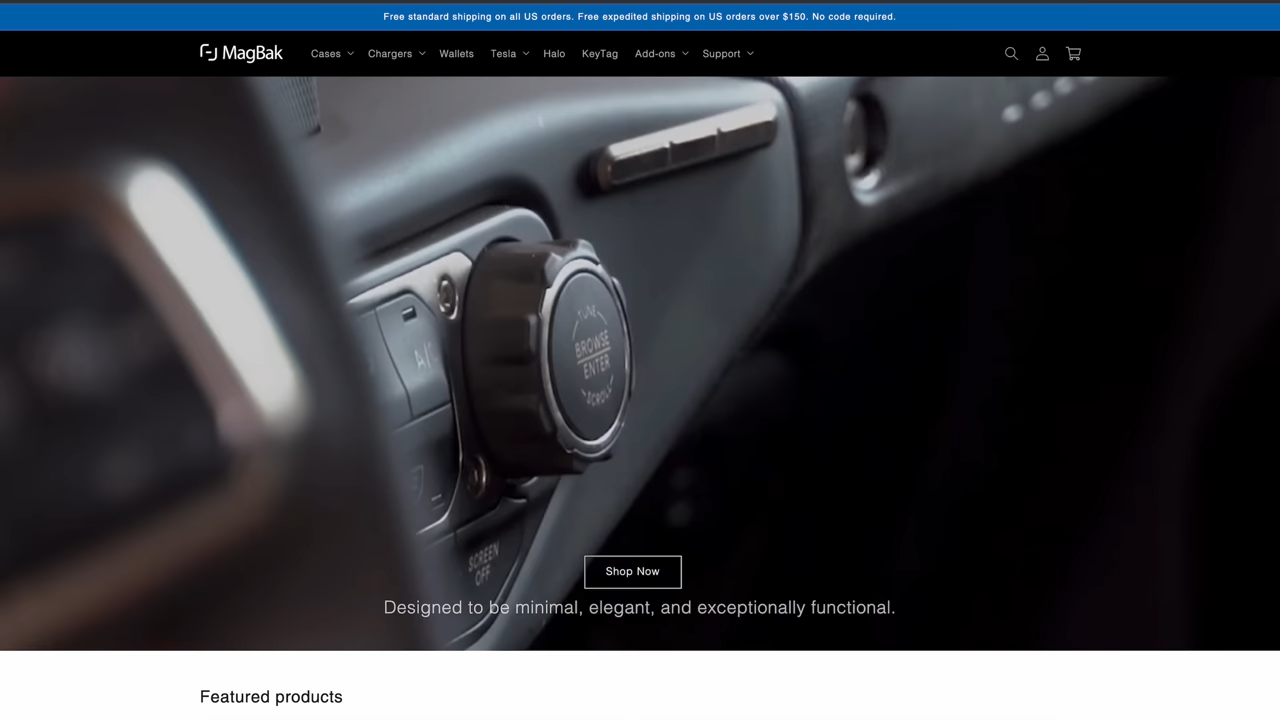 Free standard shipping on all US orders. Free expedited shipping on US orders over $150. No code required.
MagBak Cases Chargers Wallets Tesla Halo KeyTag Add-ons Support
TUNE
BROWSE
ENTER
SCROLL
SCREEN
OFF
Shop Now
Designed to be minimal, elegant, and exceptionally functional.
Featured products